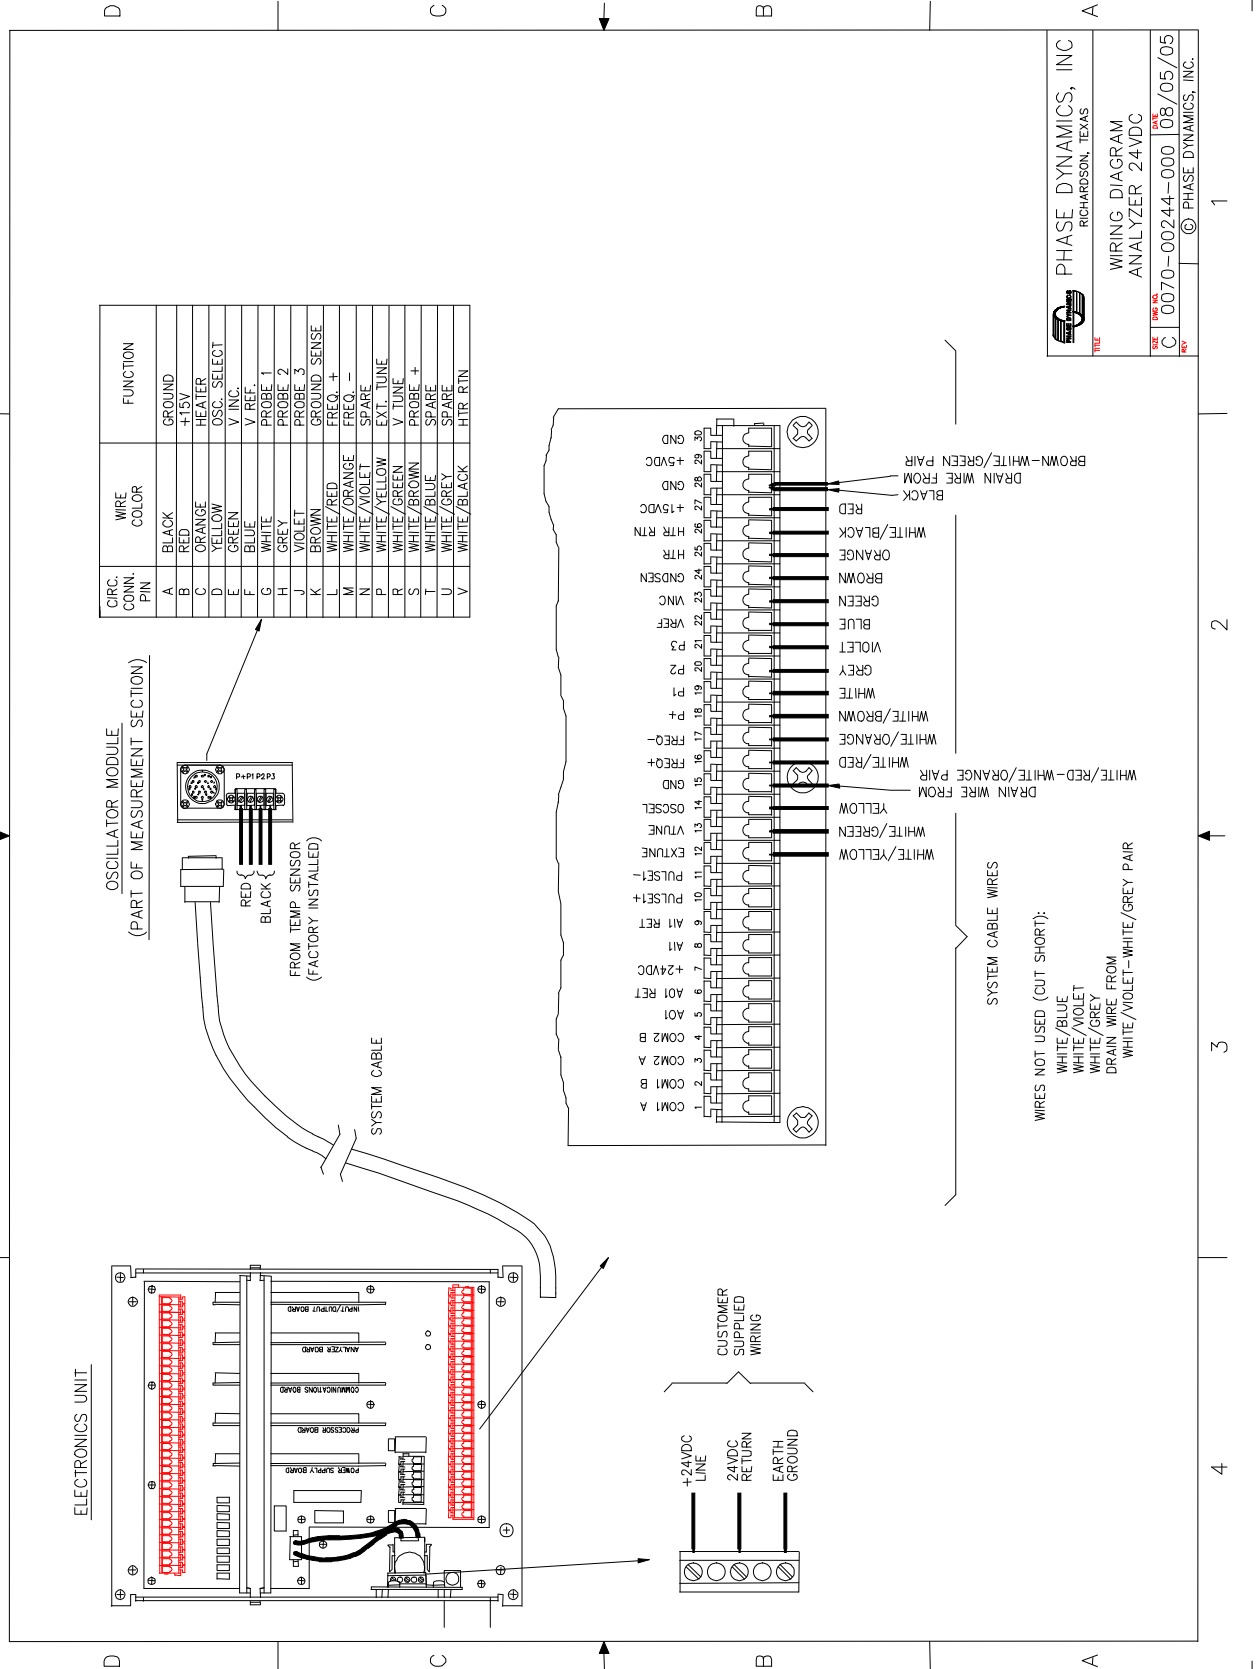 D
C
B
A
1
2
3
4
D
C
B
A
ELECTRONICS UNIT
POWER SUPPLY BOARD
PROCESSOR BOARD
COMMUNICATIONS BOARD
ANALYZER BOARD
INPUT/OUTPUT BOARD
SYSTEM CABLE
OSCILLATOR MODULE
(PART OF MEASUREMENT SECTION)
P+ P1 P2 P3
RED
BLACK
FROM TEMP SENSOR
(FACTORY INSTALLED)
CIRC. CONN. PIN WIRE COLOR FUNCTION
A BLACK GROUND
B RED +15V
C ORANGE HEATER
D YELLOW OSC. SELECT
E GREEN V INC.
F BLUE V REF.
G WHITE PROBE 1
H GREY PROBE 2
J VIOLET PROBE 3
K BROWN GROUND SENSE
L WHITE/RED FREQ. +
M WHITE/ORANGE FREQ. -
N WHITE/VIOLET SPARE
P WHITE/YELLOW EXT. TUNE
R WHITE/GREEN V TUNE
S WHITE/BROWN PROBE +
T WHITE/BLUE SPARE
U WHITE/GREY SPARE
V WHITE/BLACK HTR RTN
+24VDC
LINE
24VDC
RETURN
EARTH
GROUND
CUSTOMER
SUPPLIED
WIRING
COM1 A 1
COM1 B 2
COM2 A 3
COM2 B 4
AO1 5
AO1 RET 6
+24VDC 7
AI1 8
AI1 RET 9
PULSE1+ 10
PULSE1- 11
EXTUNE 12
VTUNE 13
OSCSEL 14
GND 15
FREQ+ 16
FREQ- 17
P+ 18
P1 19
P2 20
P3 21
VREF 22
VINC 23
GNDSEN 24
HTR 25
HTR RTN 26
+15VDC 27
GND 28
+5VDC 29
GND 30
WHITE/YELLOW
WHITE/GREEN
YELLOW
DRAIN WIRE FROM
WHITE/RED-WHITE/ORANGE PAIR
WHITE/RED
WHITE/ORANGE
WHITE/BROWN
WHITE
GREY
VIOLET
BLUE
GREEN
BROWN
ORANGE
WHITE/BLACK
RED
BLACK
DRAIN WIRE FROM
BROWN-WHITE/GREEN PAIR
SYSTEM CABLE WIRES
WIRES NOT USED (CUT SHORT):
WHITE/BLUE
WHITE/VIOLET
WHITE/GREY
DRAIN WIRE FROM
WHITE/VIOLET-WHITE/GREY PAIR
PHASE DYNAMICS
PHASE DYNAMICS, INC
RICHARDSON, TEXAS
TITLE
WIRING DIAGRAM
ANALYZER 24VDC
SIZE C DWG NO. 0070-00244-000 DATE 08/05/05
REV © PHASE DYNAMICS, INC.